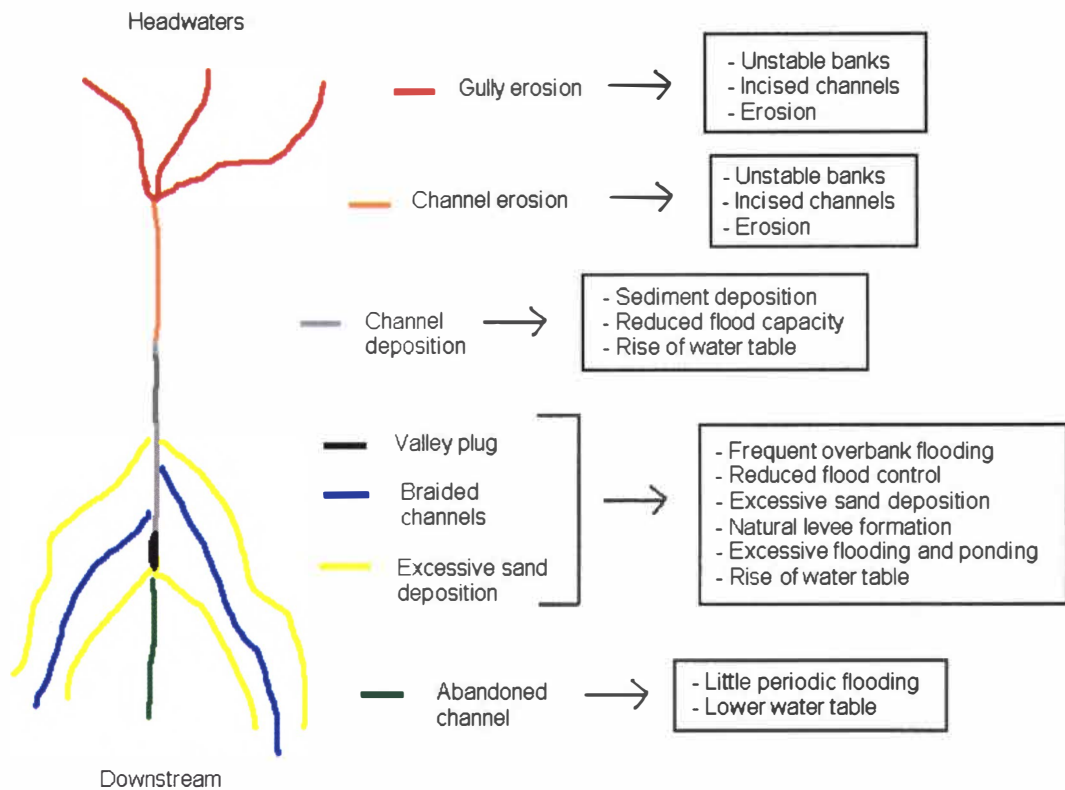 Headwaters
Gully erosion
- Unstable banks
- Incised channels
- Erosion
Channel erosion
- Unstable banks
- Incised channels
- Erosion
Channel
deposition
- Sediment deposition
- Reduced flood capacity
- Rise of water table
Valley plug
Braided
channels
Excessive sand
deposition
- Frequent overbank flooding
- Reduced flood control
- Excessive sand deposition
- Natural levee formation
- Excessive flooding and ponding
- Rise of water table
Abandoned
channel
- Little periodic flooding
- Lower water table
Downstream